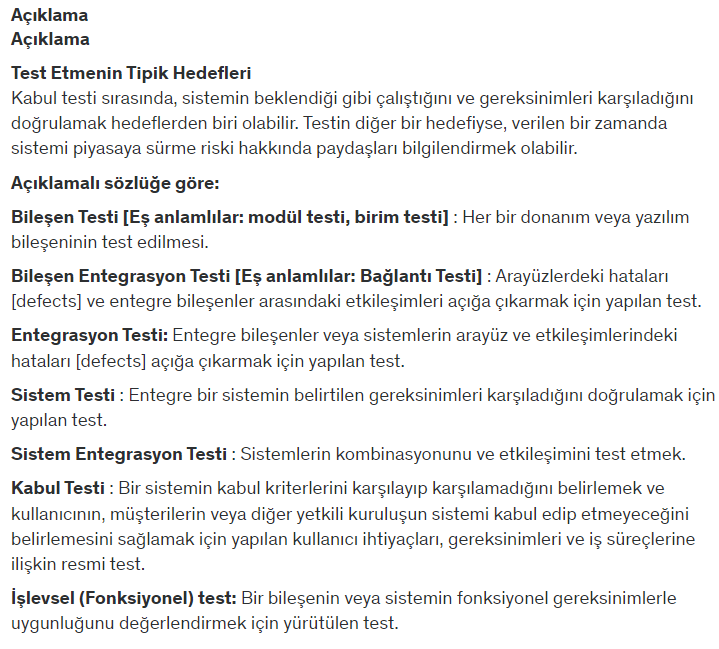 Açıklama
Açıklama
Test Etmenin Tipik Hedefleri
Kabul testi sırasında, sistemin beklendiği gibi çalıştığını ve gereksinimleri karşıladığını
doğrulamak hedeflerden biri olabilir. Testin diğer bir hedefiyse, verilen bir zamanda
sistemi piyasaya sürme riski hakkında paydaşları bilgilendirmek olabilir.
Açıklamalı sözlüğe göre:
Bileşen Testi [Eş anlamlılar: modül testi, birim testi] : Her bir donanım veya yazılım
bileşeninin test edilmesi.
Bileşen Entegrasyon Testi [Eş anlamlılar: Bağlantı Testi] : Arayüzlerdeki hataları
[defects] ve entegre bileşenler arasındaki etkileşimleri açığa çıkarmak için yapılan test.
Entegrasyon Testi: Entegre bileşenler veya sistemlerin arayüz ve etkileşimlerindeki
hataları [defects] açığa çıkarmak için yapılan test.
Sistem Testi : Entegre bir sistemin belirtilen gereksinimleri karşıladığını doğrulamak için
yapılan test.
Sistem Entegrasyon Testi : Sistemlerin kombinasyonunu ve etkileşimini test etmek.
Kabul Testi : Bir sistemin kabul kriterlerini karşılayıp karşılamadığını belirlemek ve
kullanıcının, müşterilerin veya diğer yetkili kuruluşun sistemi kabul edip etmeyeceğini
belirlemesini sağlamak için yapılan kullanıcı ihtiyaçları, gereksinimleri ve iş süreçlerine
ilişkin resmi test.
İşlevsel (Fonksiyonel) test: Bir bileşenin veya sistemin fonksiyonel gereksinimlerle
uygunluğunu değerlendirmek için yürütülen test.